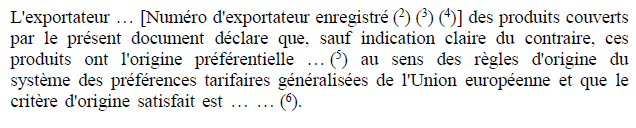 L'exportateur … [Numéro d'exportateur enregistré (²) (³) (⁴)] des produits couverts
par le présent document déclare que, sauf indication claire du contraire, ces
produits ont l'origine préférentielle … (⁵) au sens des règles d'origine du
système des préférences tarifaires généralisées de l'Union européenne et que le
critère d'origine satisfait est … … (⁶).